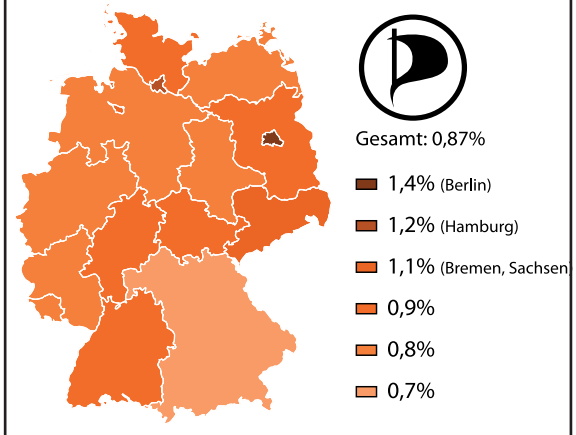 Gesamt: 0,87%
1,4% (Berlin)
1,2% (Hamburg)
1,1% (Bremen, Sachsen)
0,9%
0,8%
0,7%